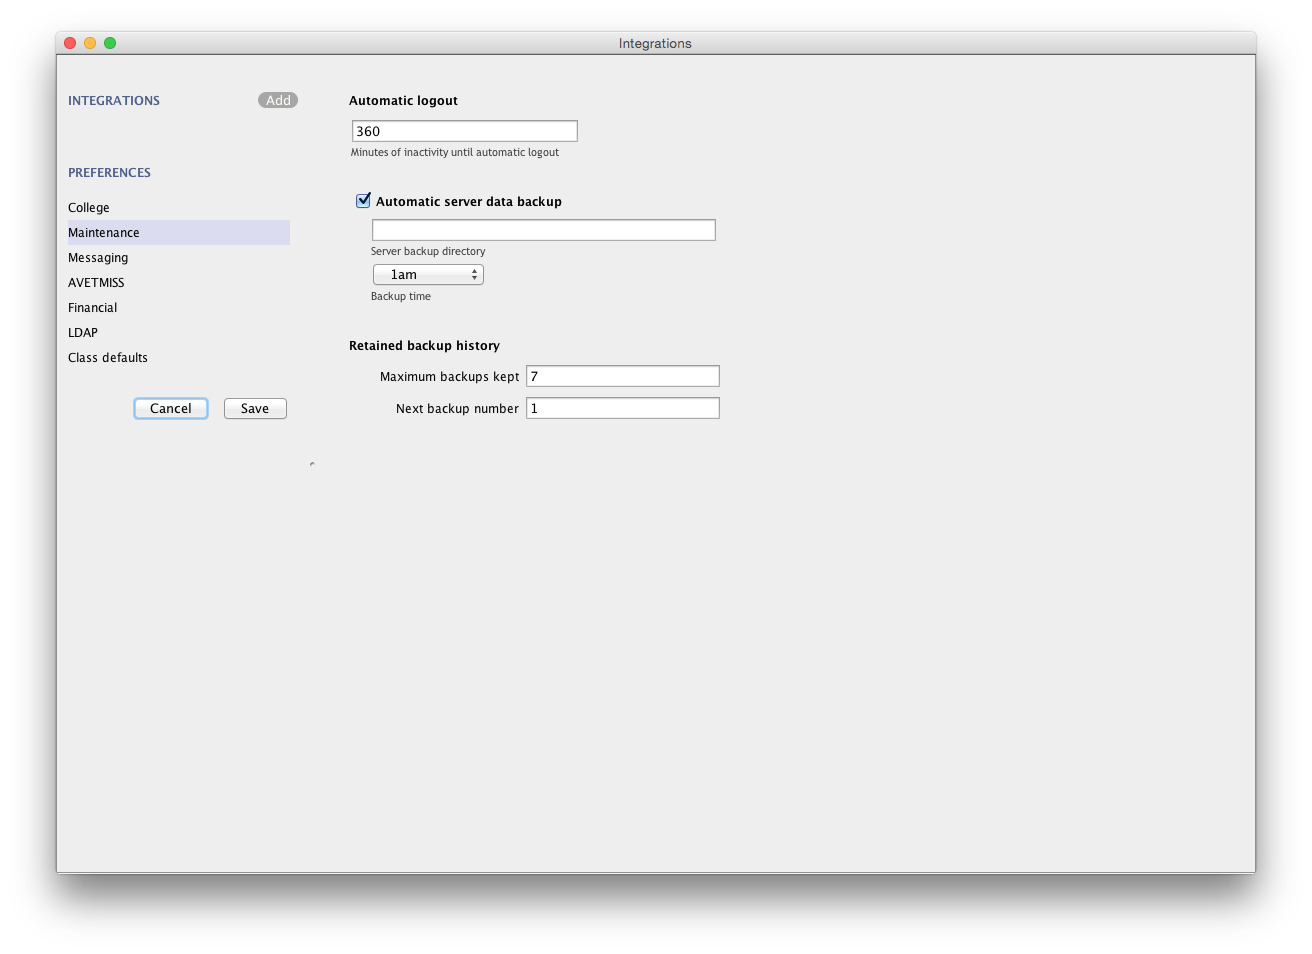 Integrations
INTEGRATIONS
Add
PREFERENCES
College
Maintenance
Messaging
AVETMISS
Financial
LDAP
Class defaults
Cancel
Save
Automatic logout
360
Minutes of inactivity until automatic logout
Automatic server data backup
Server backup directory
1am
Backup time
Retained backup history
Maximum backups kept 7
Next backup number 1